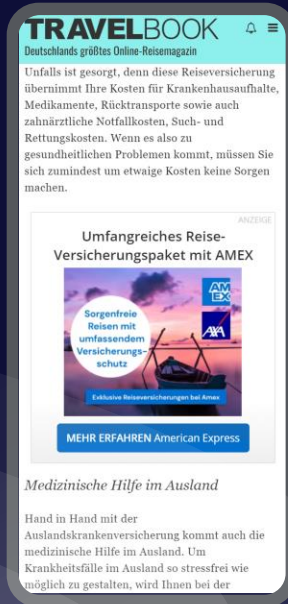 TRAVELBOOK
Deutschlands größtes Online-Reisemagazin
Unfalls ist gesorgt, denn diese Reiseversicherung
übernimmt Ihre Kosten für Krankenhausaufhalte,
Medikamente, Rücktransporte sowie auch
zahnärztliche Notfallkosten, Such- und
Rettungskosten. Wenn es also zu
gesundheitlichen Problemen kommt, müssen Sie
sich zumindest um etwaige Kosten keine Sorgen
machen.
ANZEIGE
Umfangreiches Reise-
Versicherungspaket mit AMEX
Sorgenfreie
Reisen mit
umfassendem
Versicherungs-
schutz
AM
EX
AXA
Exklusive Reiseversicherungen bei Amex
MEHR ERFAHREN American Express
Medizinische Hilfe im Ausland
Hand in Hand mit der
Auslandskrankenversicherung kommt auch die
medizinische Hilfe im Ausland. Um
Krankheitsfälle im Ausland so stressfrei wie
möglich zu gestalten, wird Ihnen bei der